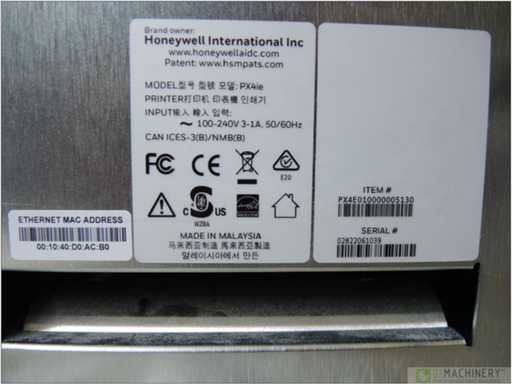 Brand owner:
Honeywell International Inc
www.honeywellaidc.com
Patent: www.hsmpats.com
MODEL型号 型號 모델: PX4ie
PRINTER打印机 印表機 인쇄기
INPUT输入 輸入 입력:
~ 100-240V 3-1A, 50/60Hz
CAN ICES-3(B)/NMB(B)
FC CE
E20
C US
WZBA
MADE IN MALAYSIA
马来西亚制造 馬來西亞製造
말레이시아에서 만든
ITEM #
PX4E010000005130
SERIAL #
02822061039
ETHERNET MAC ADDRESS
00:10:40:D0:AC:B0
MACHINERY